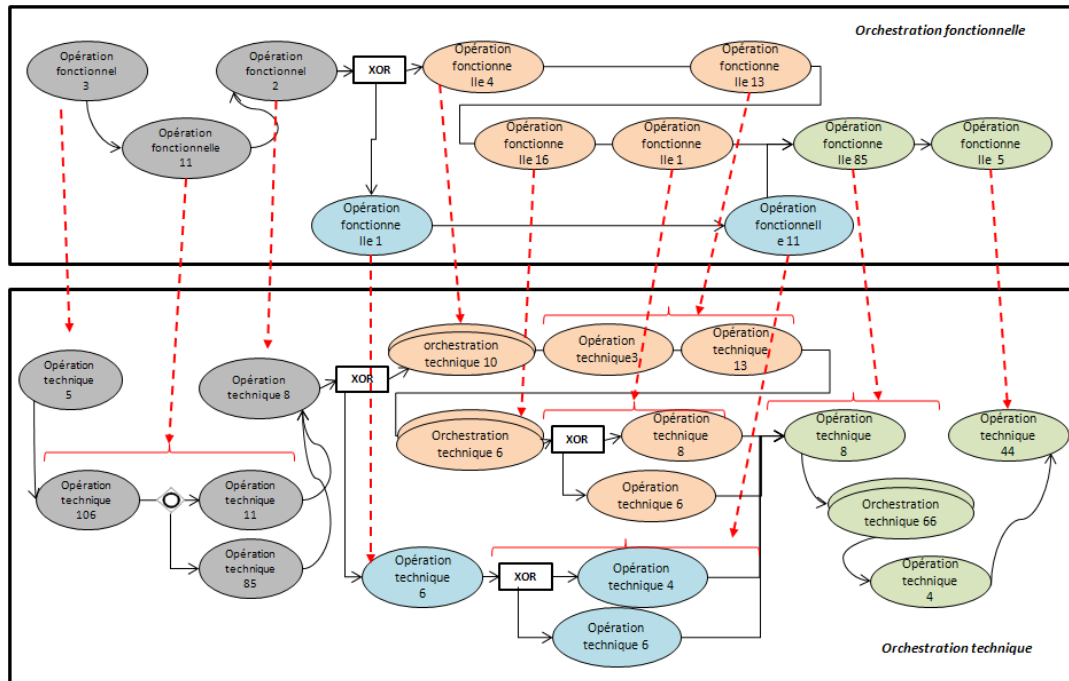 Orchestration fonctionnelle
Opération
fonctionnel
3
Opération
fonctionnelle
11
Opération
fonctionnel
2
XOR
Opération
fonctionne
lle 4
Opération
fonctionne
lle 13
Opération
fonctionne
lle 16
Opération
fonctionne
lle 1
Opération
fonctionne
lle 85
Opération
fonctionne
lle 5
Opération
fonctionne
lle 1
Opération
fonctionnell
e 11
Opération
technique
5
Opération
technique 8
XOR
orchestration
technique 10
Opération
technique3
Opération
technique
13
Orchestration
technique 6
XOR
Opération
technique
8
Opération
technique
8
Opération
technique
44
Opération
technique
106
Opération
technique
11
Opération
technique 6
Orchestration
technique 66
Opération
technique
85
Opération
technique
6
XOR
Opération
technique 4
Opération
technique
4
Opération
technique 6
Orchestration technique